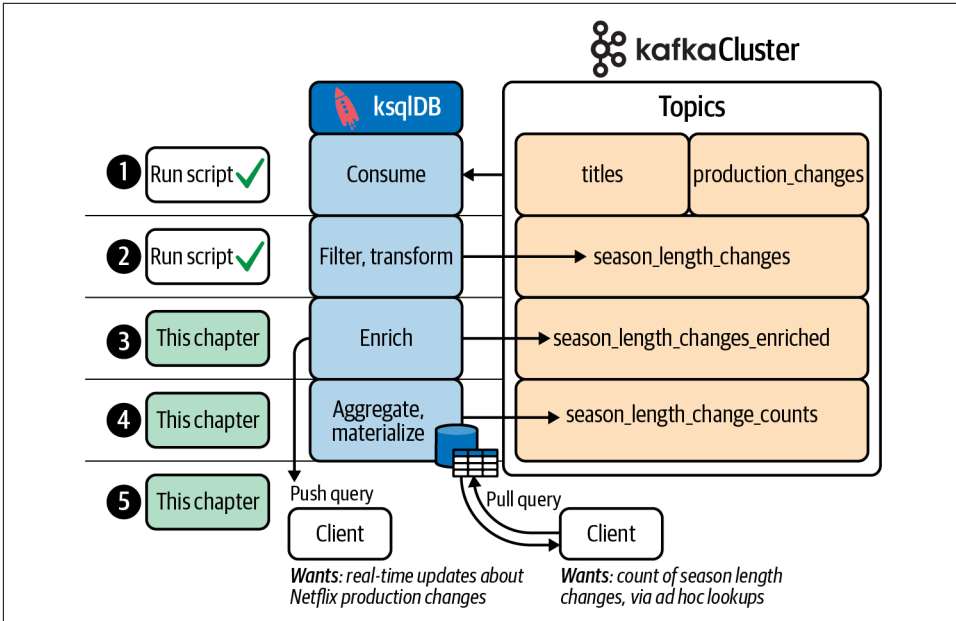 kafka Cluster
ksqlDB
Topics
1
Run script
Consume
titles
production_changes
2
Run script
Filter, transform
season_length_changes
3
This chapter
Enrich
season_length_changes_enriched
4
This chapter
Aggregate,
materialize
season_length_change_counts
5
This chapter
Push query
Pull query
Client
Wants: real-time updates about
Netflix production changes
Client
Wants: count of season length
changes, via ad hoc lookups